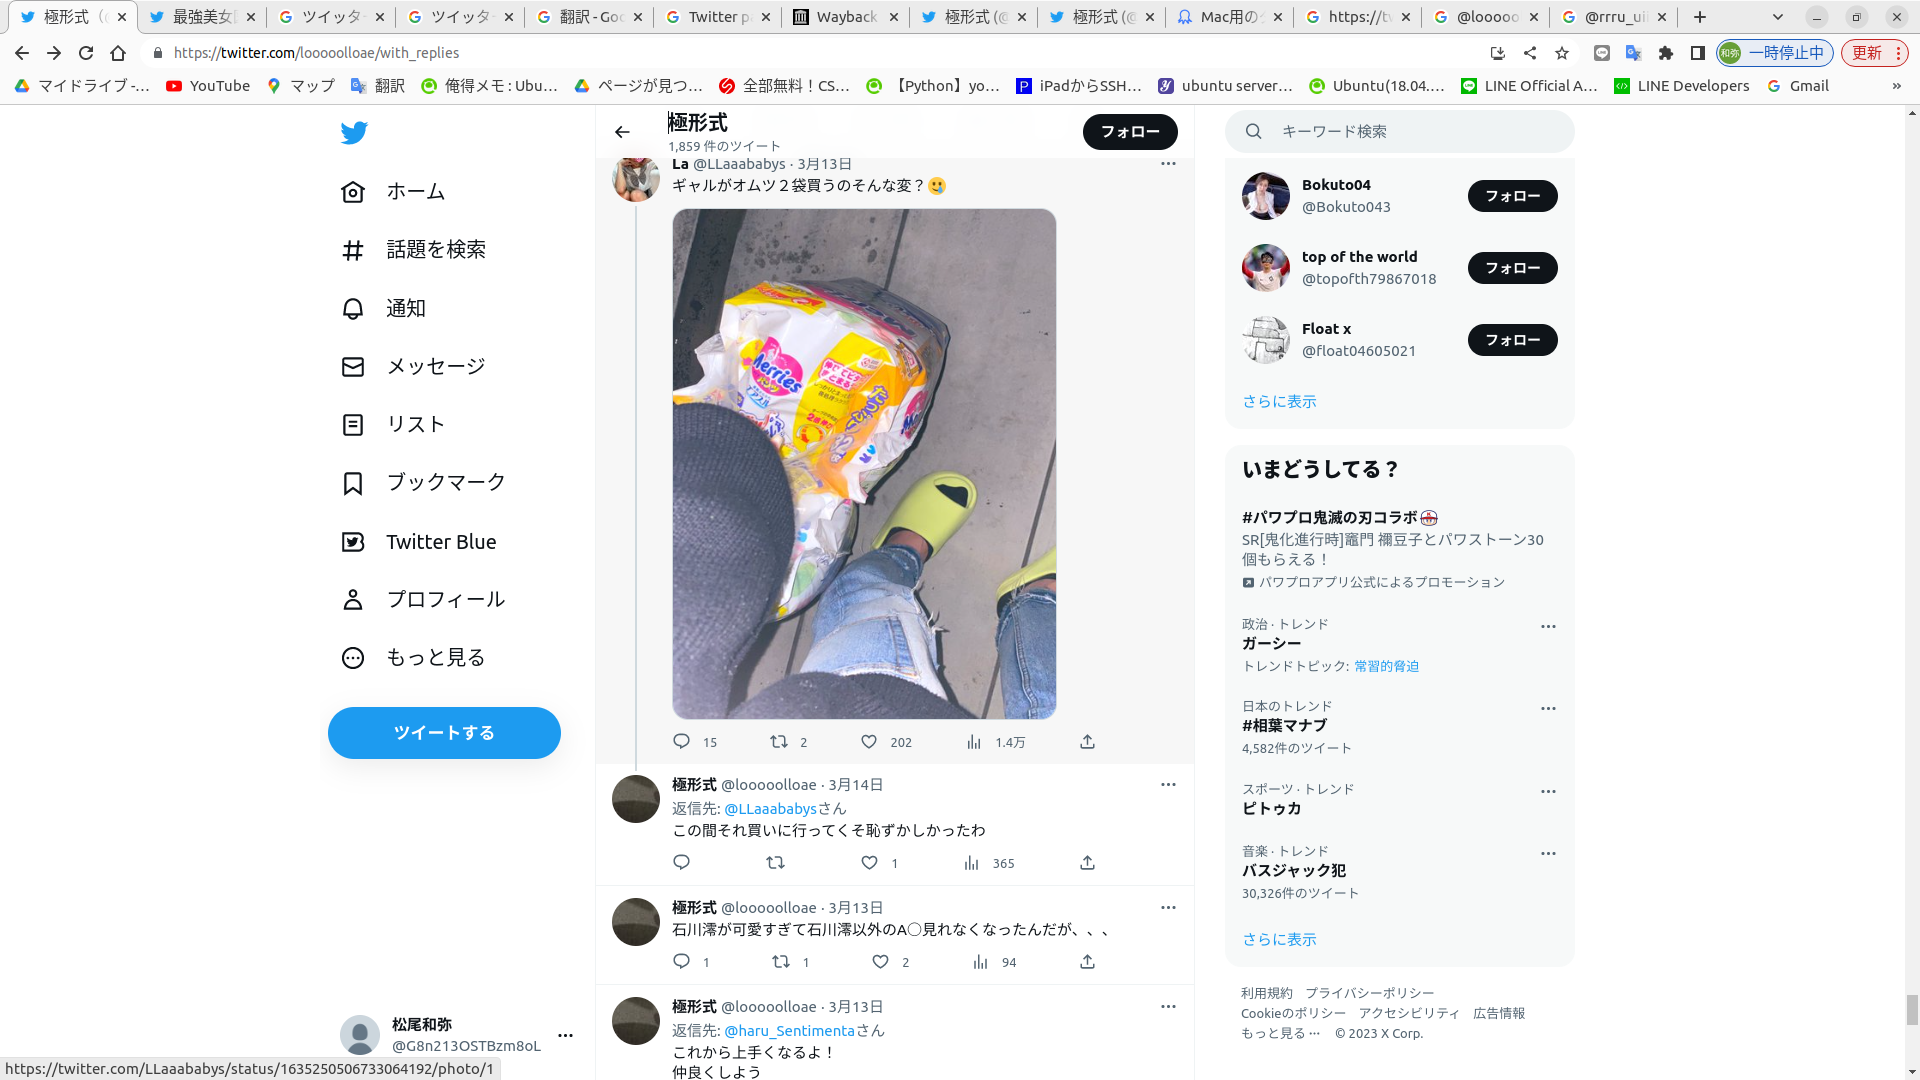 極形式 (@
最強美女図
ツイッター
ツイッター
翻訳 - Goo
Twitter p
Wayback
極形式 (@
極形式 (@
Mac用の
https://tw
@looooo
@rrru_uii
https://twitter.com/looooolloae/with_replies
和弥
一時停止中
更新
マイドライブ -...
YouTube
マップ
翻訳
俺得メモ : Ubu...
ページが見つ...
全部無料！CS...
【Python】yo...
iPadからSSH...
ubuntu server...
Ubuntu(18.04....
LINE Official A...
LINE Developers
Gmail
»
ホーム
話題を検索
通知
メッセージ
リスト
ブックマーク
Twitter Blue
プロフィール
もっと見る
ツイートする
松尾和弥
@G8n213OSTBzm8oL
https://twitter.com/LLaaababys/status/1635250506733064192/photo/1
極形式
1,859 件のツイート
フォロー
La @LLaaababys · 3月13日
ギャルがオムツ２袋買うのそんな変？
Merries
パンツ
15
2
202
1.4万
極形式 @looooolloae · 3月14日
返信先: @LLaaababysさん
この間それ買いに行ってくそ恥ずかしかったわ
1
365
極形式 @looooolloae · 3月13日
石川澪が可愛すぎて石川澪以外のA〇見れなくなったんだが、、、
1
1
2
94
極形式 @looooolloae · 3月13日
返信先: @haru_Sentimentaさん
これから上手くなるよ！
仲良くしよう
キーワード検索
Bokuto04
@Bokuto043
フォロー
top of the world
@topofth79867018
フォロー
Float x
@float04605021
フォロー
さらに表示
いまどうしてる？
#パワプロ鬼滅の刃コラボ
SR[鬼化進行時]竈門 禰豆子とパワストーン30
個もらえる！
パワプロアプリ公式によるプロモーション
政治 · トレンド
ガーシー
トレンドトピック: 常習的脅迫
日本のトレンド
#相葉マナブ
4,582件のツイート
スポーツ · トレンド
ピトゥカ
音楽 · トレンド
バスジャック犯
30,326件のツイート
さらに表示
利用規約 プライバシーポリシー
Cookieのポリシー アクセシビリティ 広告情報
もっと見る ··· © 2023 X Corp.